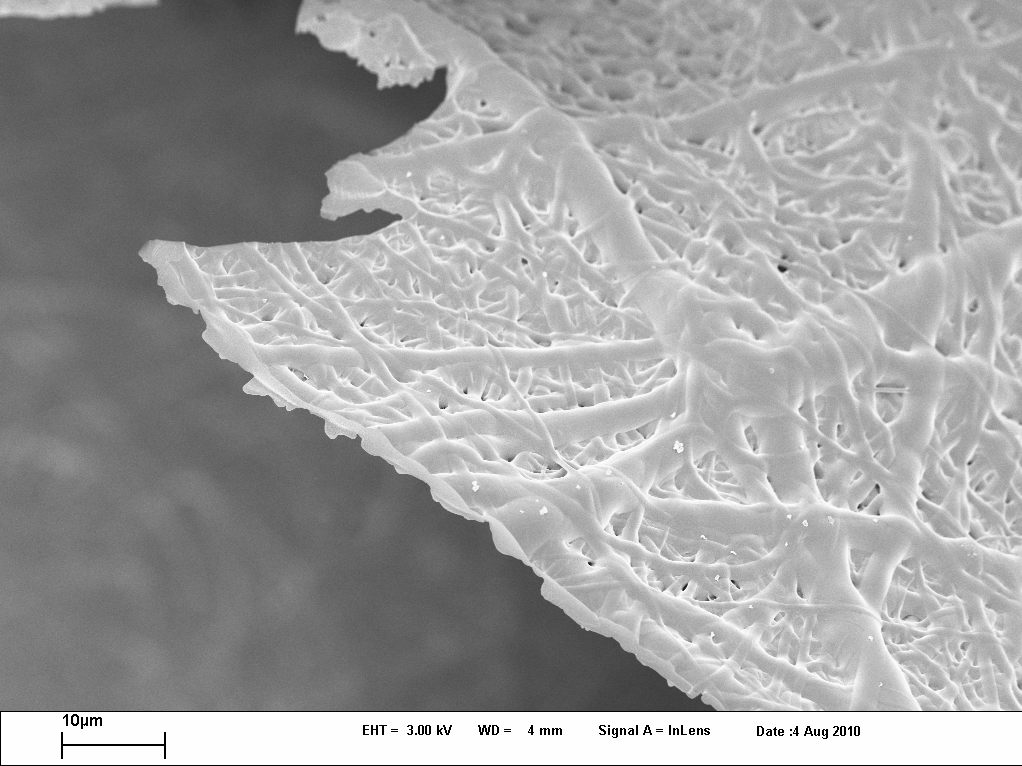 10µm
EHT = 3.00 kV WD = 4 mm Signal A = InLens Date :4 Aug 2010